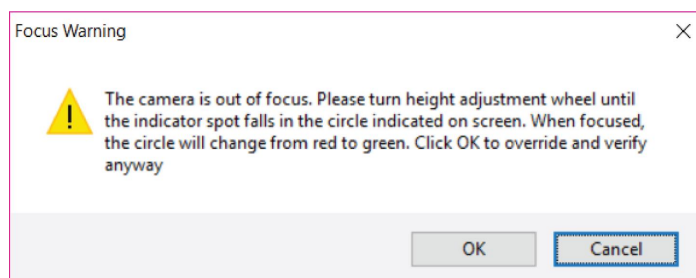 Focus Warning
The camera is out of focus. Please turn height adjustment wheel until
the indicator spot falls in the circle indicated on screen. When focused,
the circle will change from red to green. Click OK to override and verify
anyway
OK
Cancel